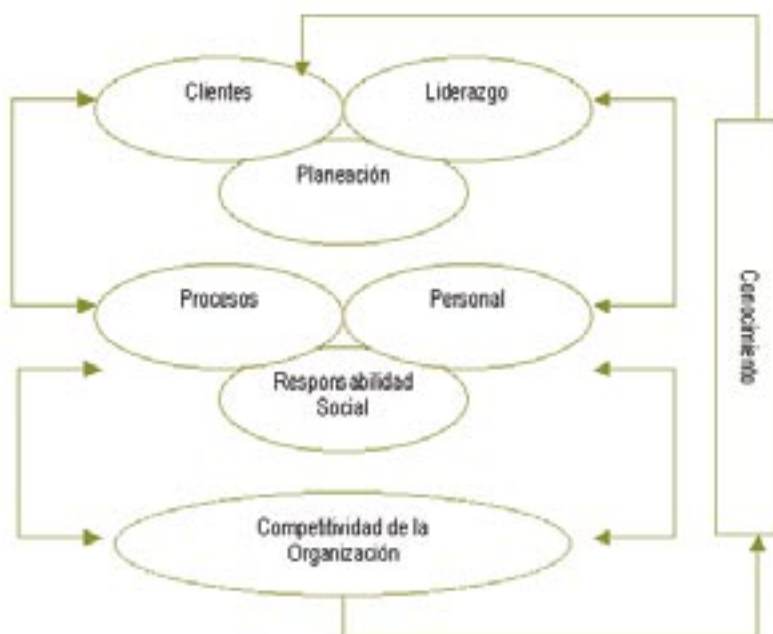 Clientes
Liderazgo
Planeación
Procesos
Personal
Responsabilidad
Social
Competitividad de la
Organización
Conocimiento